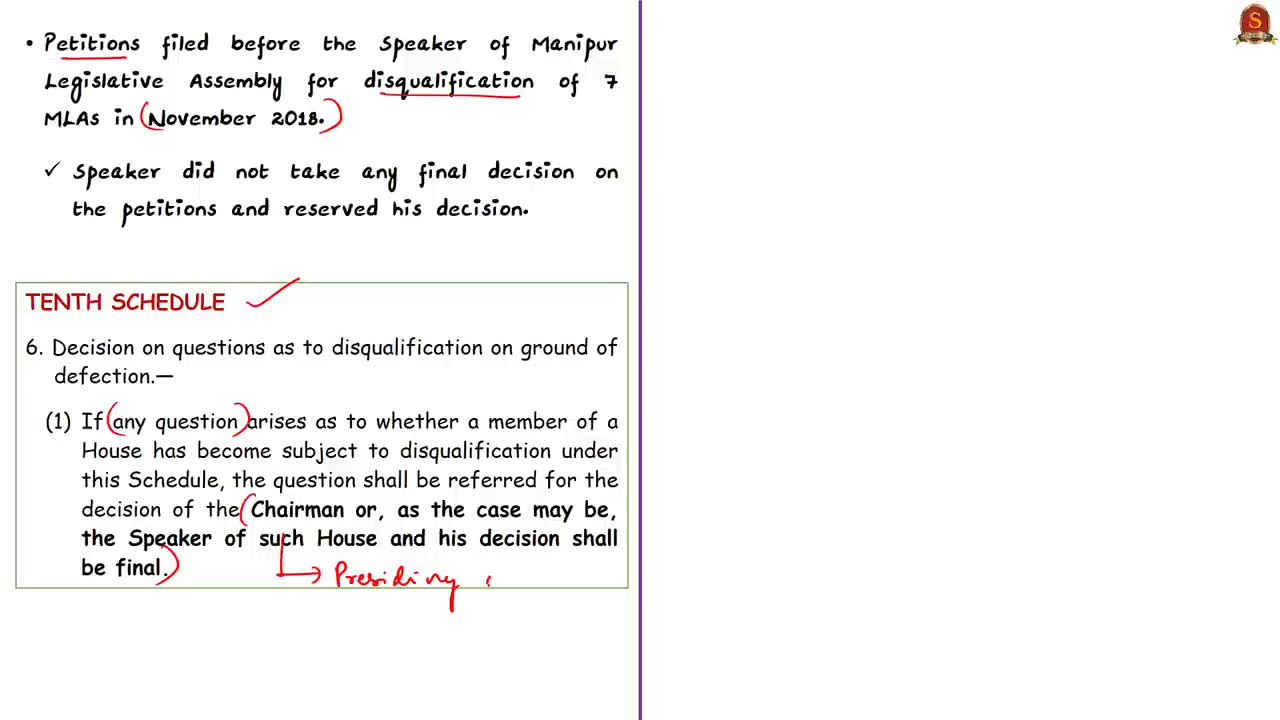 • Petitions filed before the Speaker of Manipur
Legislative Assembly for disqualification of 7
MLAs in (November 2018.)
✓ Speaker did not take any final decision on
the petitions and reserved his decision.
TENTH SCHEDULE
6. Decision on questions as to disqualification on ground of
defection.—
(1) If (any question) arises as to whether a member of a
House has become subject to disqualification under
this Schedule, the question shall be referred for the
decision of the (Chairman or, as the case may be,
the Speaker of such House and his decision shall
be final.)
Presiding
S